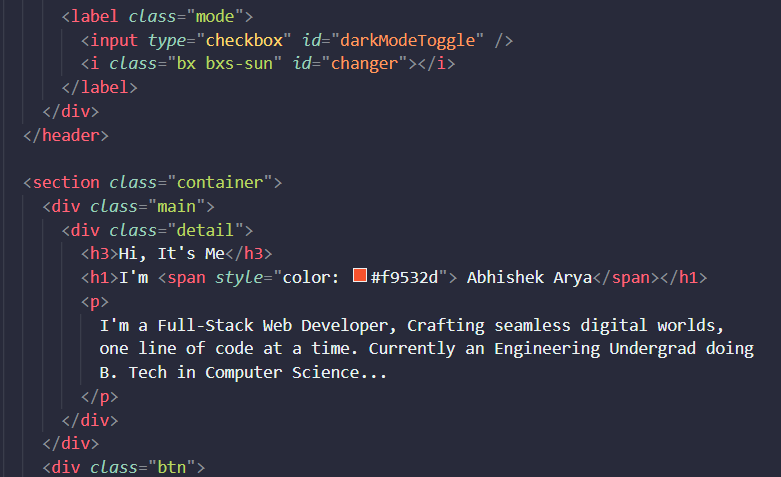 <label class="mode">
<input type="checkbox" id="darkModeToggle" />
<i class="bx bxs-sun" id="changer"></i>
</label>
</div>
</header>
<section class="container">
<div class="main">
<div class="detail">
<h3>Hi, It's Me</h3>
<h1>I'm <span style="color: #f9532d"> Abhishek Arya</span></h1>
<p>
I'm a Full-Stack Web Developer, Crafting seamless digital worlds,
one line of code at a time. Currently an Engineering Undergrad doing
B. Tech in Computer Science...
</p>
</div>
</div>
<div class="btn">